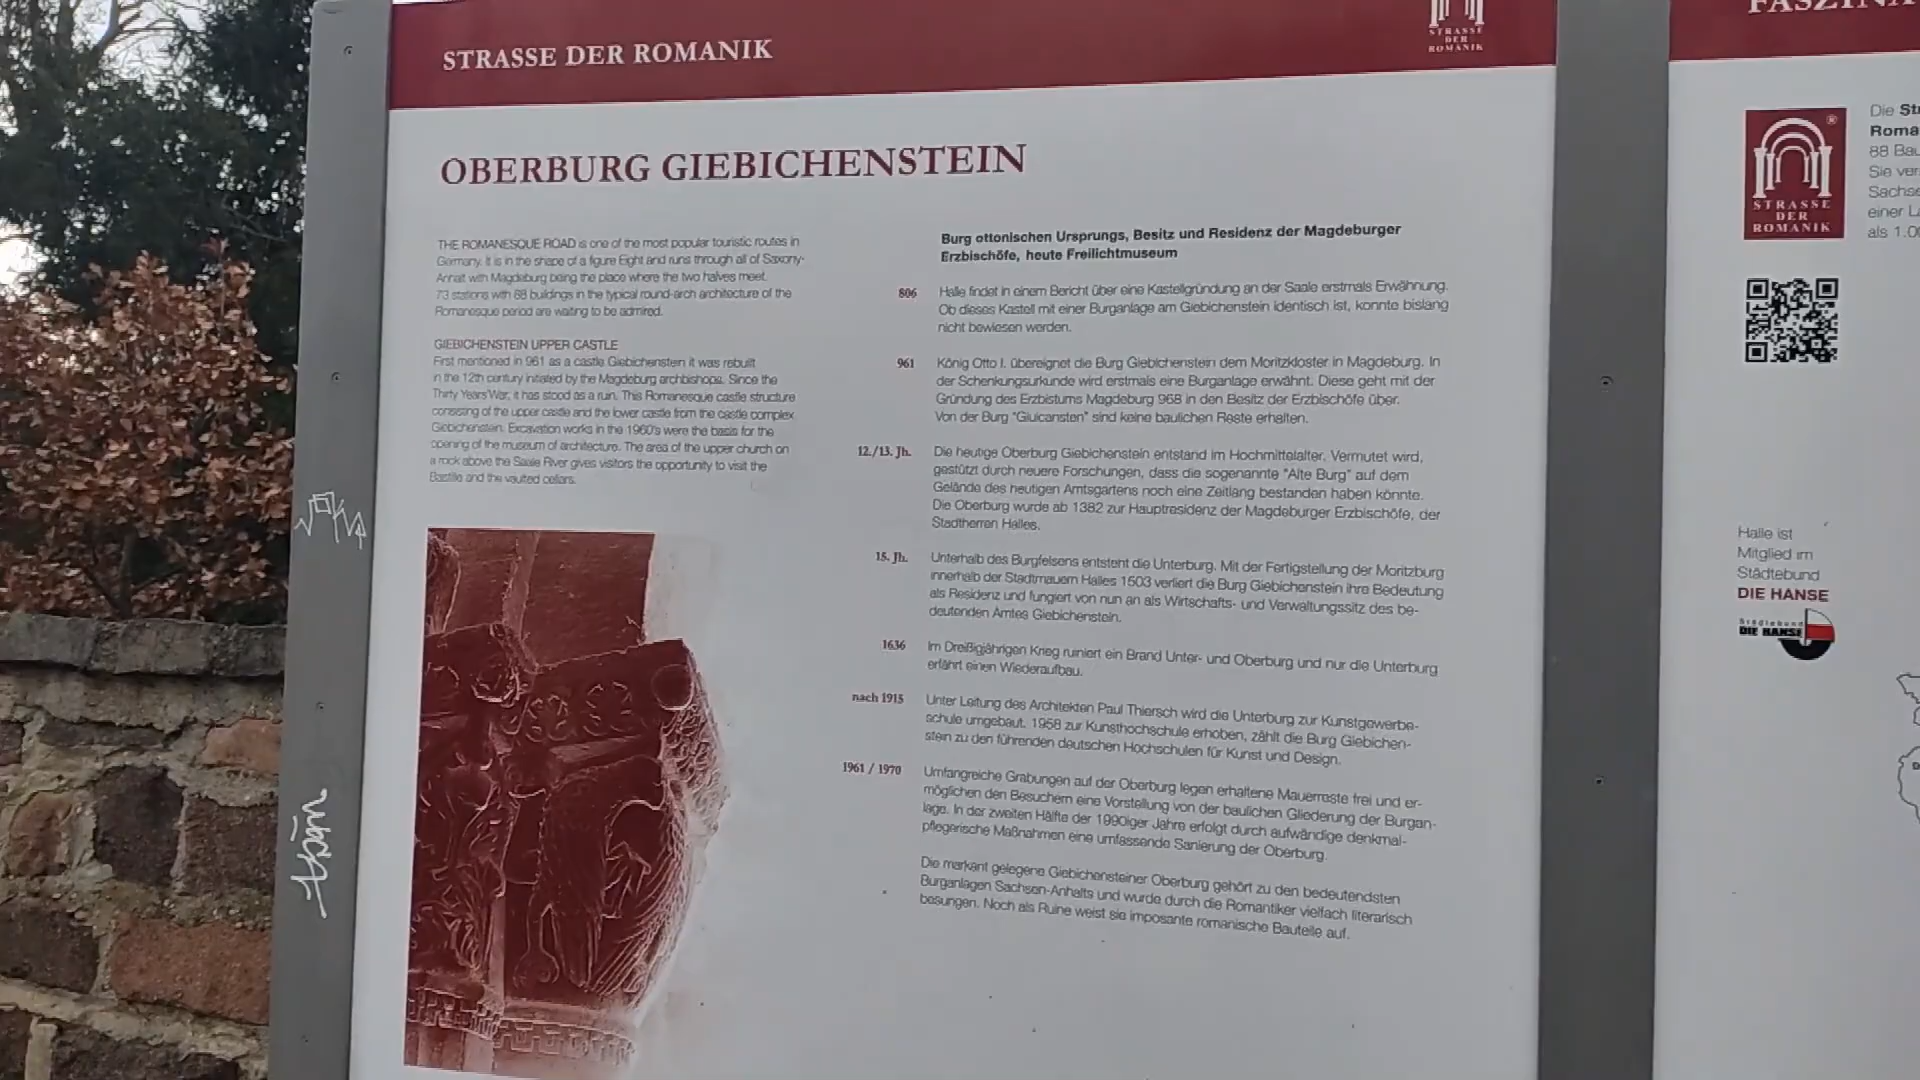 STRASSE DER ROMANIK
STRASSE
DER
ROMANIK
OBERBURG GIEBICHENSTEIN
THE ROMANESQUE ROAD is one of the most popular touristic routes in
Germany. It is in the shape of a figure Eight and runs through all of Saxony-
Anhalt with Magdeburg being the place where the two halves meet.
73 stations with 88 buildings in the typical round-arch architecture of the
Romanesque period are waiting to be admired.
GIEBICHENSTEIN UPPER CASTLE
First mentioned in 961 as a castle Giebichenstein it was rebuilt
in the 12th century initiated by the Magdeburg archbishops. Since the
Thirty Years War, it has stood as a ruin. This Romanesque castle structure
consisting of the upper castle and the lower castle from the castle complex
Giebichenstein. Excavation works in the 1960's were the basis for the
opening of the museum of architecture. The area of the upper church on
a rock above the Saale River gives visitors the opportunity to visit the
Bastille and the vaulted cellars.
Burg ottonischen Ursprungs, Besitz und Residenz der Magdeburger
Erzbischöfe, heute Freilichtmuseum
806 Halle findet in einem Bericht über eine Kastellgründung an der Saale erstmals Erwähnung.
Ob dieses Kastell mit einer Burganlage am Giebichenstein identisch ist, konnte bislang
nicht bewiesen werden.
961 König Otto I. übereignet die Burg Giebichenstein dem Moritzkloster in Magdeburg. In
der Schenkungsurkunde wird erstmals eine Burganlage erwähnt. Diese geht mit der
Gründung des Erzbistums Magdeburg 968 in den Besitz der Erzbischöfe über.
Von der Burg "Giuicansten" sind keine baulichen Reste erhalten.
12./13. Jh. Die heutige Oberburg Giebichenstein entstand im Hochmittelalter. Vermutet wird,
gestützt durch neuere Forschungen, dass die sogenannte "Alte Burg" auf dem
Gelände des heutigen Amtsgartens noch eine Zeitlang bestanden haben könnte.
Die Oberburg wurde ab 1382 zur Hauptresidenz der Magdeburger Erzbischöfe, der
Stadtherren Halles.
15. Jh. Unterhalb des Burgfelsens entsteht die Unterburg. Mit der Fertigstellung der Moritzburg
innerhalb der Stadtmauern Halles 1503 verliert die Burg Giebichenstein ihre Bedeutung
als Residenz und fungiert von nun an als Wirtschafts- und Verwaltungssitz des be-
deutenden Amtes Giebichenstein.
1636 Im Dreißigjährigen Krieg ruiniert ein Brand Unter- und Oberburg und nur die Unterburg
erfährt einen Wiederaufbau.
nach 1915 Unter Leitung des Architekten Paul Thiersch wird die Unterburg zur Kunstgewerbe-
schule umgebaut. 1958 zur Kunsthochschule erhoben, zählt die Burg Giebichen-
stein zu den führenden deutschen Hochschulen für Kunst und Design.
1961 / 1970 Umfangreiche Grabungen auf der Oberburg legen erhaltene Mauerreste frei und er-
möglichen den Besuchern eine Vorstellung von der baulichen Gliederung der Burgan-
lage. In der zweiten Hälfte der 1990iger Jahre erfolgt durch aufwändige denkmal-
pflegerische Maßnahmen eine umfassende Sanierung der Oberburg.
Die markant gelegene Giebichensteiner Oberburg gehört zu den bedeutendsten
Burganlagen Sachsen-Anhalts und wurde durch die Romantiker vielfach literarisch
besungen. Noch als Ruine weist sie imposante romanische Bauteile auf.
FASZINA
STRASSE
DER
ROMANIK
Die Str
Roma
88 Bau
Sie ver
Sachse
einer L
als 1.0
Halle ist
Mitglied im
Städtebund
DIE HANSE
Städtebund
DIE HANSE